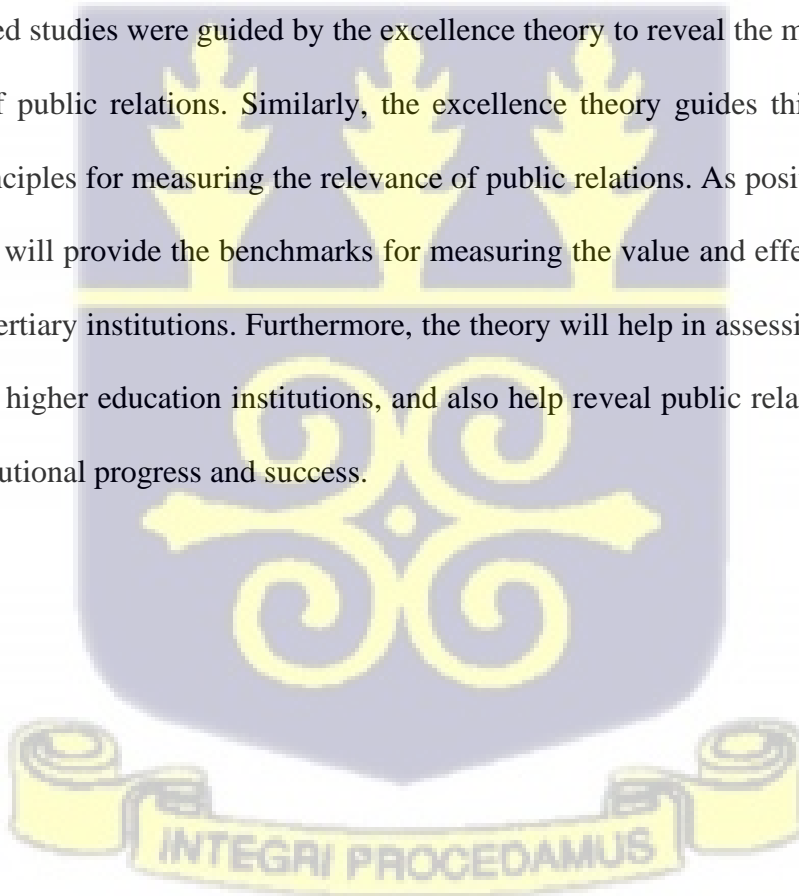 ed studies were guided by the excellence theory to reveal the m
f public relations. Similarly, the excellence theory guides thi
nciples for measuring the relevance of public relations. As posi
will provide the benchmarks for measuring the value and effe
ertiary institutions. Furthermore, the theory will help in assessi
higher education institutions, and also help reveal public rela
utional progress and success.
INTEGRI PROCEDAMUS